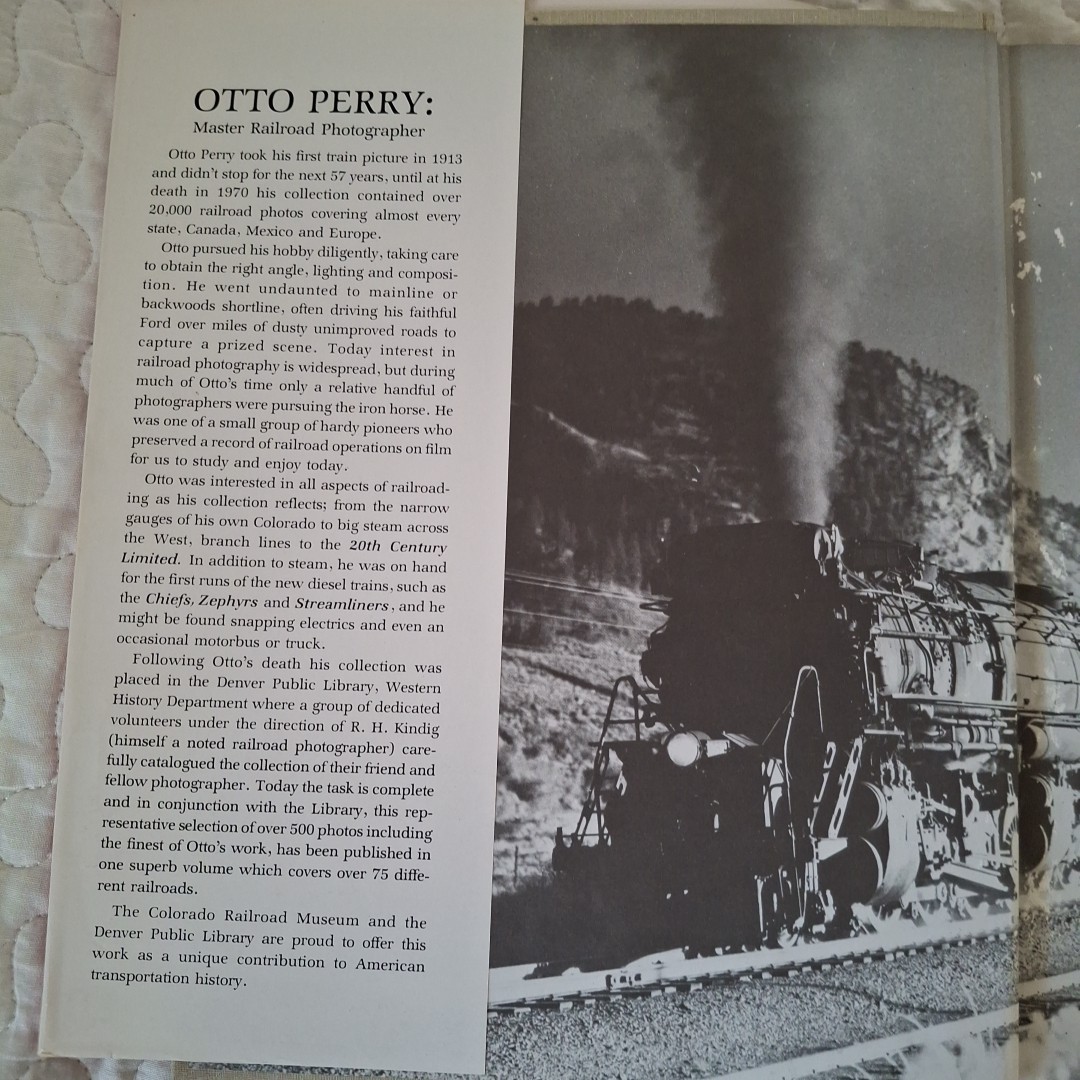 OTTO PERRY:
Master Railroad Photographer
Otto Perry took his first train picture in 1913
and didn't stop for the next 57 years, until at his
death in 1970 his collection contained over
20,000 railroad photos covering almost every
state, Canada, Mexico and Europe.
Otto pursued his hobby diligently, taking care
to obtain the right angle, lighting and composi-
tion. He went undaunted to mainline or
backwoods shortline, often driving his faithful
Ford over miles of dusty unimproved roads to
capture a prized scene. Today interest in
railroad photography is widespread, but during
much of Otto's time only a relative handful of
photographers were pursuing the iron horse. He
was one of a small group of hardy pioneers who
preserved a record of railroad operations on film
for us to study and enjoy today.
Otto was interested in all aspects of railroad-
ing as his collection reflects; from the narrow
gauges of his own Colorado to big steam across
the West, branch lines to the 20th Century
Limited. In addition to steam, he was on hand
for the first runs of the new diesel trains, such as
the Chiefs, Zephyrs and Streamliners, and he
might be found snapping electrics and even an
occasional motorbus or truck.
Following Otto's death his collection was
placed in the Denver Public Library, Western
History Department where a group of dedicated
volunteers under the direction of R. H. Kindig
(himself a noted railroad photographer) care-
fully catalogued the collection of their friend and
fellow photographer. Today the task is complete
and in conjunction with the Library, this rep-
resentative selection of over 500 photos including
the finest of Otto's work, has been published in
one superb volume which covers over 75 diffe-
rent railroads.
The Colorado Railroad Museum and the
Denver Public Library are proud to offer this
work as a unique contribution to American
transportation history.